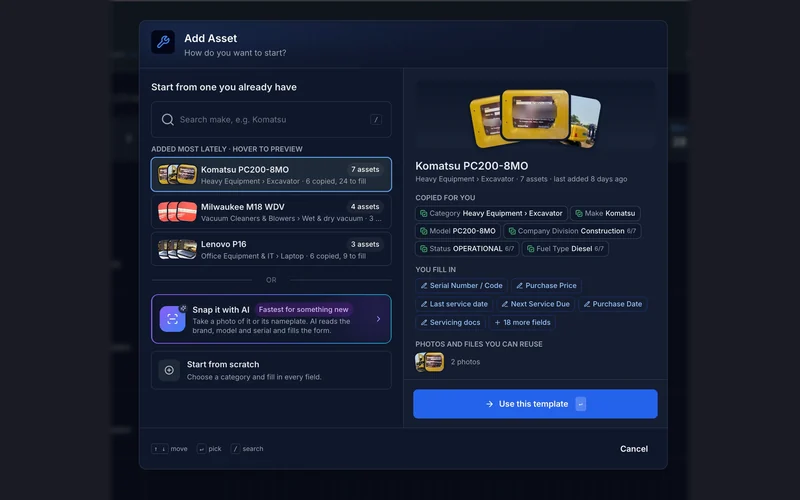 Add Asset
How do you want to start?
Start from one you already have
Search make, e.g. Komatsu
/
ADDED MOST LATELY · HOVER TO PREVIEW
Komatsu PC200-8MO
7 assets
Heavy Equipment › Excavator · 6 copied, 24 to fill
Milwaukee M18 WDV
4 assets
Vacuum Cleaners & Blowers › Wet & dry vacuum · 3 ...
Lenovo P16
3 assets
Office Equipment & IT › Laptop · 6 copied, 9 to fill
OR
Snap it with AI
Fastest for something new
Take a photo of it or its nameplate. AI reads the
brand, model and serial and fills the form.
Start from scratch
Choose a category and fill in every field.
Komatsu PC200-8MO
Heavy Equipment › Excavator · 7 assets · last added 8 days ago
COPIED FOR YOU
Category Heavy Equipment › Excavator
Make Komatsu
Model PC200-8MO
Company Division Construction 6/7
Status OPERATIONAL 6/7
Fuel Type Diesel 6/7
YOU FILL IN
Serial Number / Code
Purchase Price
Last service date
Next Service Due
Purchase Date
Servicing docs
+ 18 more fields
PHOTOS AND FILES YOU CAN REUSE
2 photos
→ Use this template ↵
↑ ↓ move ↵ pick / search
Cancel